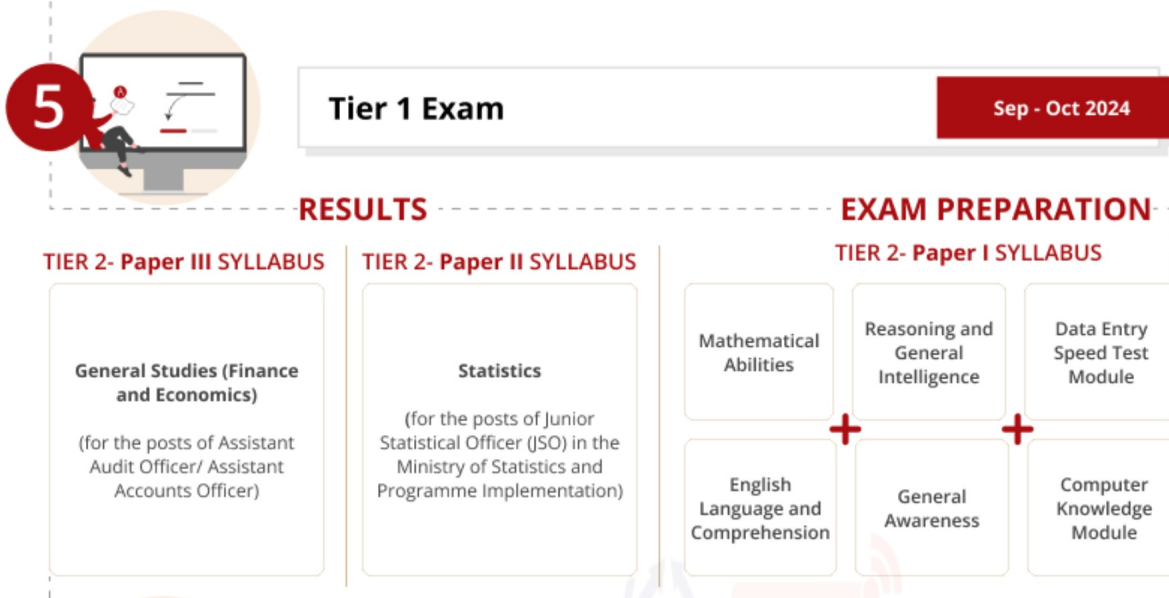 5
A
Tier 1 Exam
Sep - Oct 2024
RESULTS
EXAM PREPARATION
TIER 2- Paper III SYLLABUS
General Studies (Finance
and Economics)
(for the posts of Assistant
Audit Officer/ Assistant
Accounts Officer)
TIER 2- Paper II SYLLABUS
Statistics
(for the posts of Junior
Statistical Officer (JSO) in the
Ministry of Statistics and
Programme Implementation)
TIER 2- Paper I SYLLABUS
Mathematical
Abilities
Reasoning and
General
Intelligence
Data Entry
Speed Test
Module
English
Language and
Comprehension
General
Awareness
Computer
Knowledge
Module